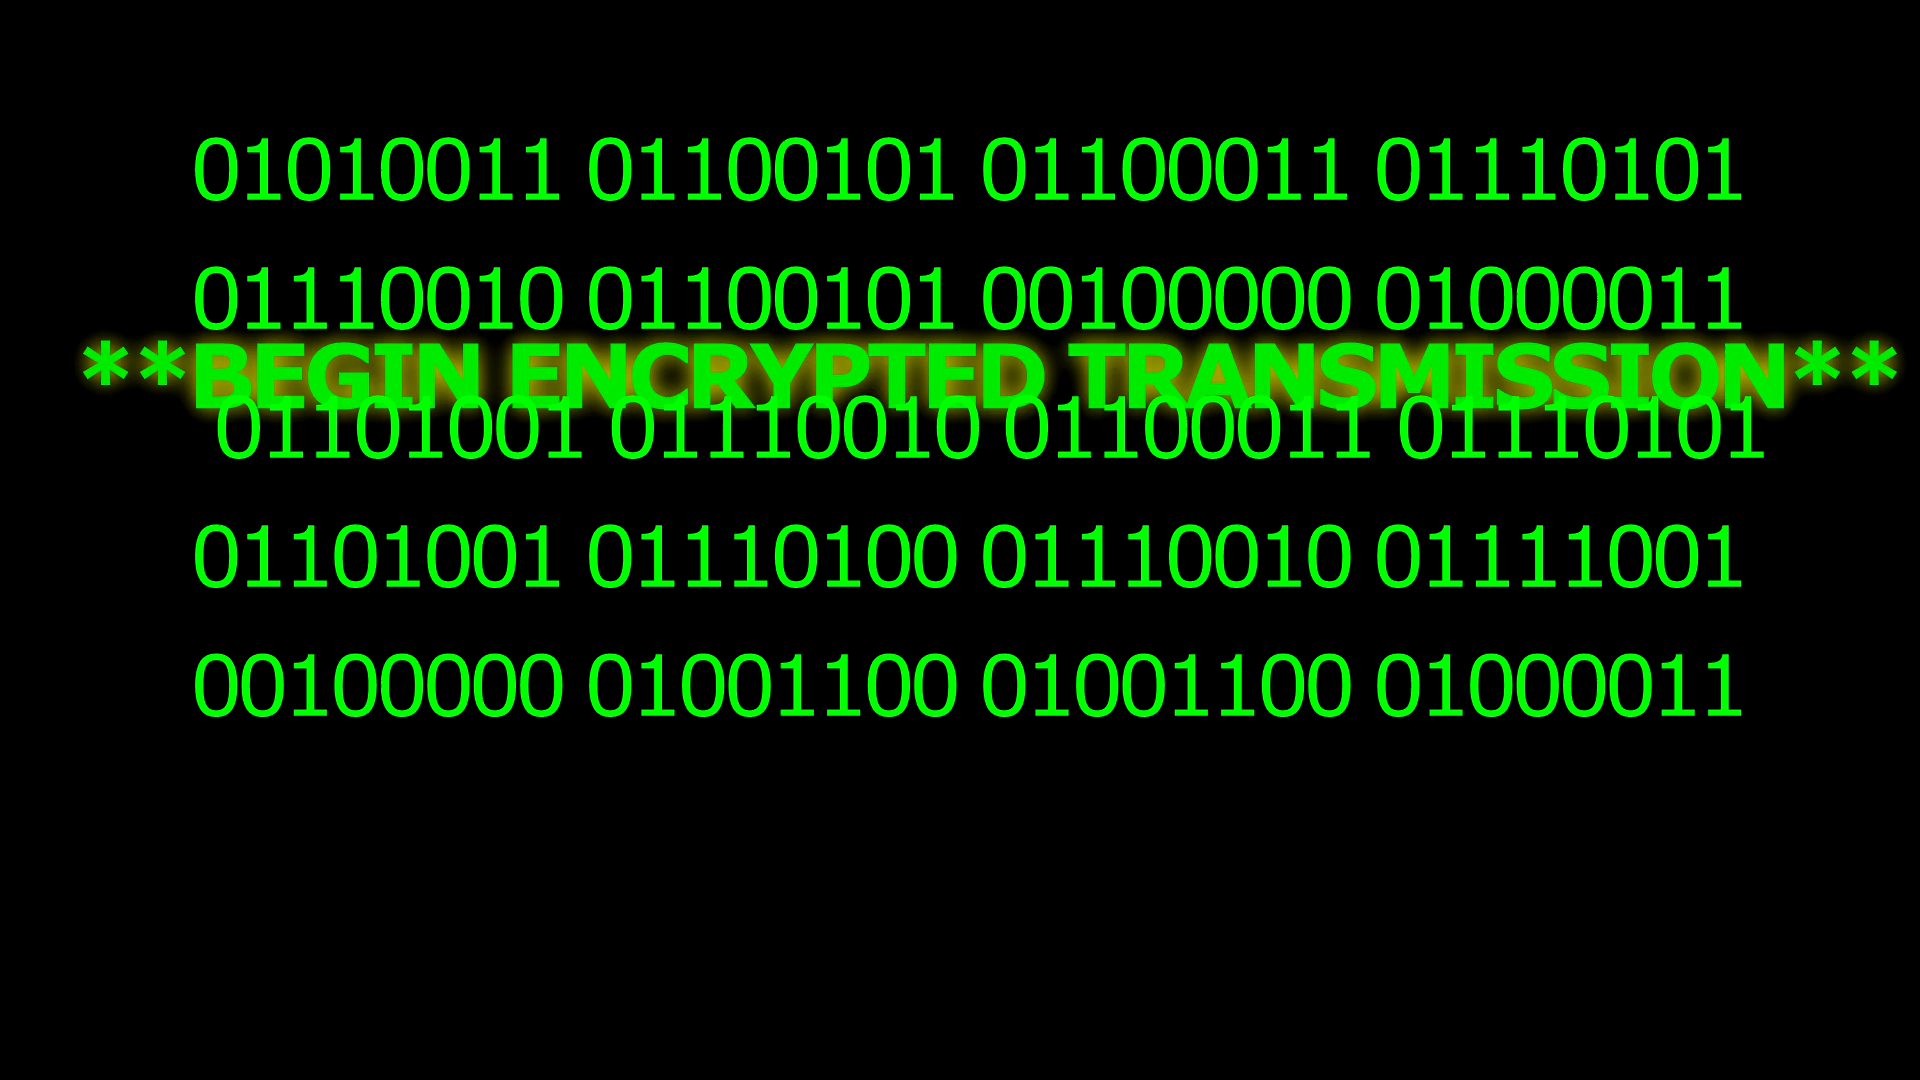 01010011 01100101 01100011 01110101
01110010 01100101 00100000 01000011
**BEGIN ENCRYPTED TRANSMISSION**
01101001 01110010 01100011 01110101
01101001 01110100 01110010 01111001
00100000 01001100 01001100 01000011